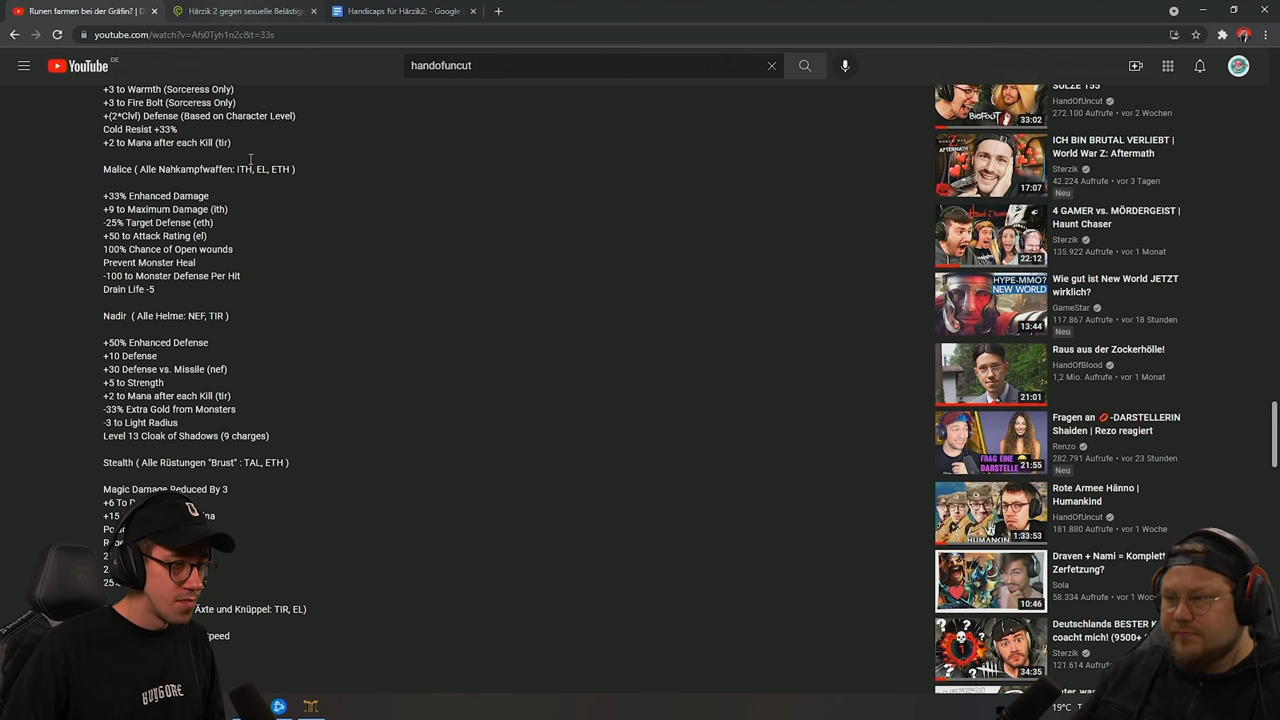 Runen farmen bei der Gräfin? | D
Härzik 2 gegen sexuelle Belästig
Handicaps für Härzik2: - Google
youtube.com/watch?v=Afs0Tyh1n2c&t=33s
YouTube DE
handofuncut
+3 to Warmth (Sorceress Only)
+3 to Fire Bolt (Sorceress Only)
+(2*Clvl) Defense (Based on Character Level)
Cold Resist +33%
+2 to Mana after each Kill (tir)
Malice ( Alle Nahkampfwaffen: ITH, EL, ETH )
+33% Enhanced Damage
+9 to Maximum Damage (ith)
-25% Target Defense (eth)
+50 to Attack Rating (el)
100% Chance of Open wounds
Prevent Monster Heal
-100 to Monster Defense Per Hit
Drain Life -5
Nadir ( Alle Helme: NEF, TIR )
+50% Enhanced Defense
+10 Defense
+30 Defense vs. Missile (nef)
+5 to Strength
+2 to Mana after each Kill (tir)
-33% Extra Gold from Monsters
-3 to Light Radius
Level 13 Cloak of Shadows (9 charges)
Stealth ( Alle Rüstungen "Brust" : TAL, ETH )
Magic Damage Reduced By 3
+6 To D
+15
Äxte und Knüppel: TIR, EL)
peed
HUYGORE
SÜLZE 155
HandOfUncut
272.100 Aufrufe • vor 2 Wochen
BIGFOOT
33:02
ICH BIN BRUTAL VERLIEBT |
World War Z: Aftermath
Sterzik
42.224 Aufrufe • vor 3 Tagen
Neu
AFTERMATH
17:07
4 GAMER vs. MÖRDERGEIST |
Haunt Chaser
Sterzik
135.922 Aufrufe • vor 1 Monat
22:12
Wie gut ist New World JETZT
wirklich?
GameStar
117.867 Aufrufe • vor 18 Stunden
Neu
HYPE-MMO?
NEW WORLD
13:44
Raus aus der Zockerhölle!
HandOfBlood
1,2 Mio. Aufrufe • vor 1 Monat
21:01
Fragen an 💋-DARSTELLERIN
Shaiden | Rezo reagiert
Renzo
282.791 Aufrufe • vor 23 Stunden
Neu
FRAG EINE
DARSTELLE
21:55
Rote Armee Hänno |
Humankind
HandOfUncut
181.880 Aufrufe • vor 1 Woche
HUMANKIN
1:33:53
Draven + Nami = Komplett
Zerfetzung?
Sola
58.334 Aufrufe • vor 1 Woc
10:46
Deutschlands BESTER K
coacht mich! (9500+
Sterzik
121.614 Aufrufe • vor
34:35
19°C